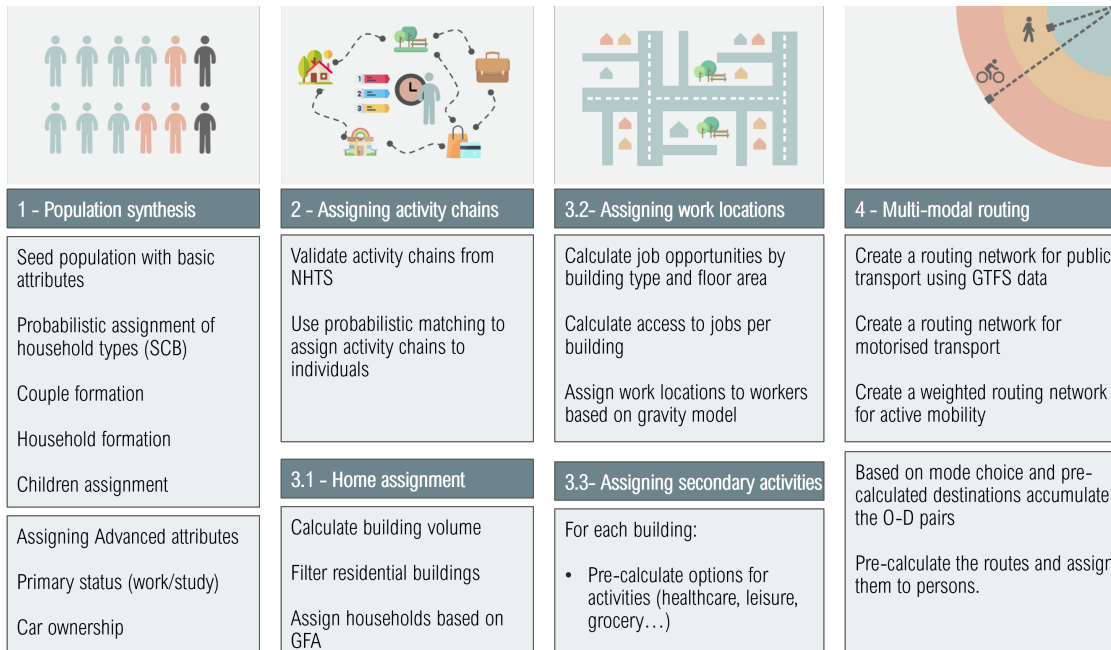 1
2
3
1 - Population synthesis
Seed population with basic
attributes
Probabilistic assignment of
household types (SCB)
Couple formation
Household formation
Children assignment
Assigning Advanced attributes
Primary status (work/study)
Car ownership
2 - Assigning activity chains
Validate activity chains from
NHTS
Use probabilistic matching to
assign activity chains to
individuals
3.1 - Home assignment
Calculate building volume
Filter residential buildings
Assign households based on
GFA
3.2- Assigning work locations
Calculate job opportunities by
building type and floor area
Calculate access to jobs per
building
Assign work locations to workers
based on gravity model
3.3- Assigning secondary activities
For each building:
• Pre-calculate options for
activities (healthcare, leisure,
grocery…)
4 - Multi-modal routing
Create a routing network for public
transport using GTFS data
Create a routing network for
motorised transport
Create a weighted routing network
for active mobility
Based on mode choice and pre-
calculated destinations accumulate
the O-D pairs
Pre-calculate the routes and assign
them to persons.